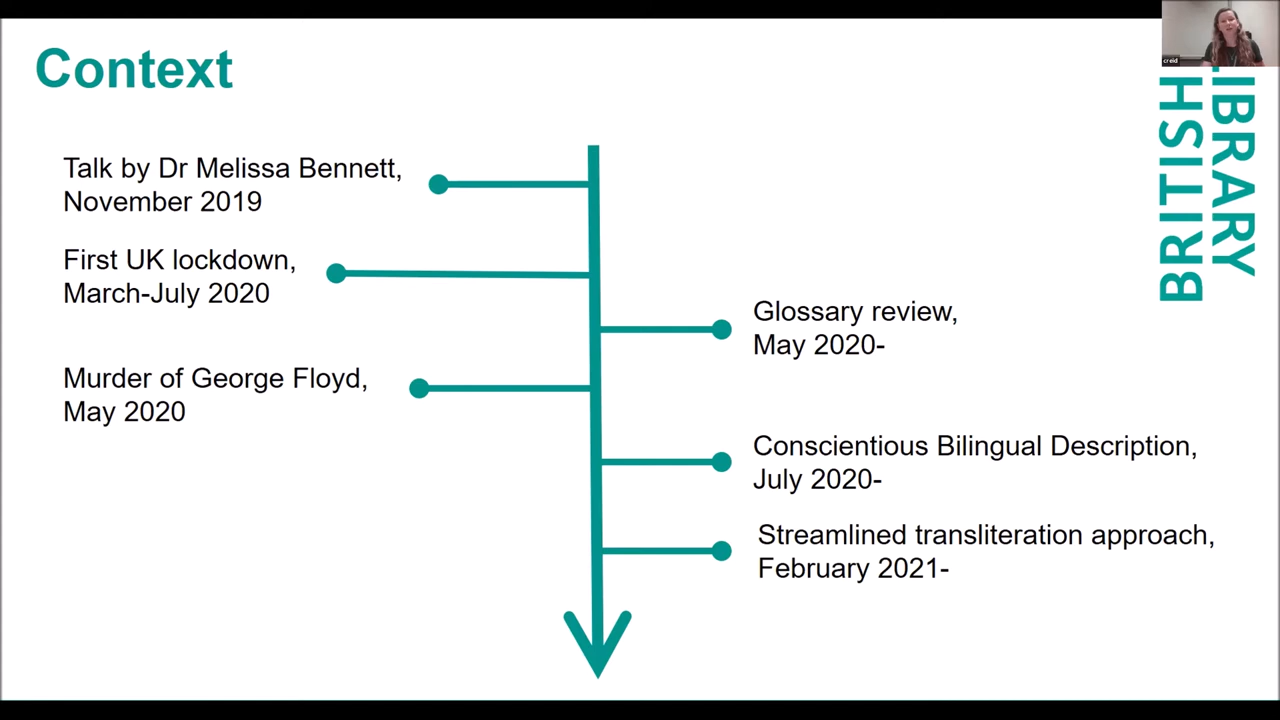 Context
Talk by Dr Melissa Bennett,
November 2019
First UK lockdown,
March-July 2020
Glossary review,
May 2020-
Murder of George Floyd,
May 2020
Conscientious Bilingual Description,
July 2020-
Streamlined transliteration approach,
February 2021-
BRITISH
LIBRARY
creid